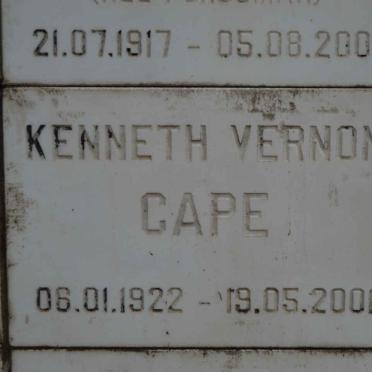 21.07.1917 - 05.08.200
KENNETH VERNON
CAPE
06.01.1922 - 19.05.200